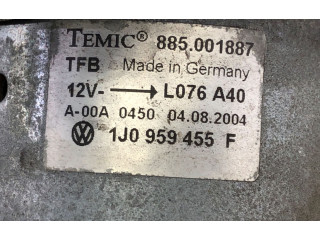 TEMIC® 885.001887
TFB Made in Germany
12V- → L076 A40
A-00A 0450 04.08.2004
1J0 959 455 F